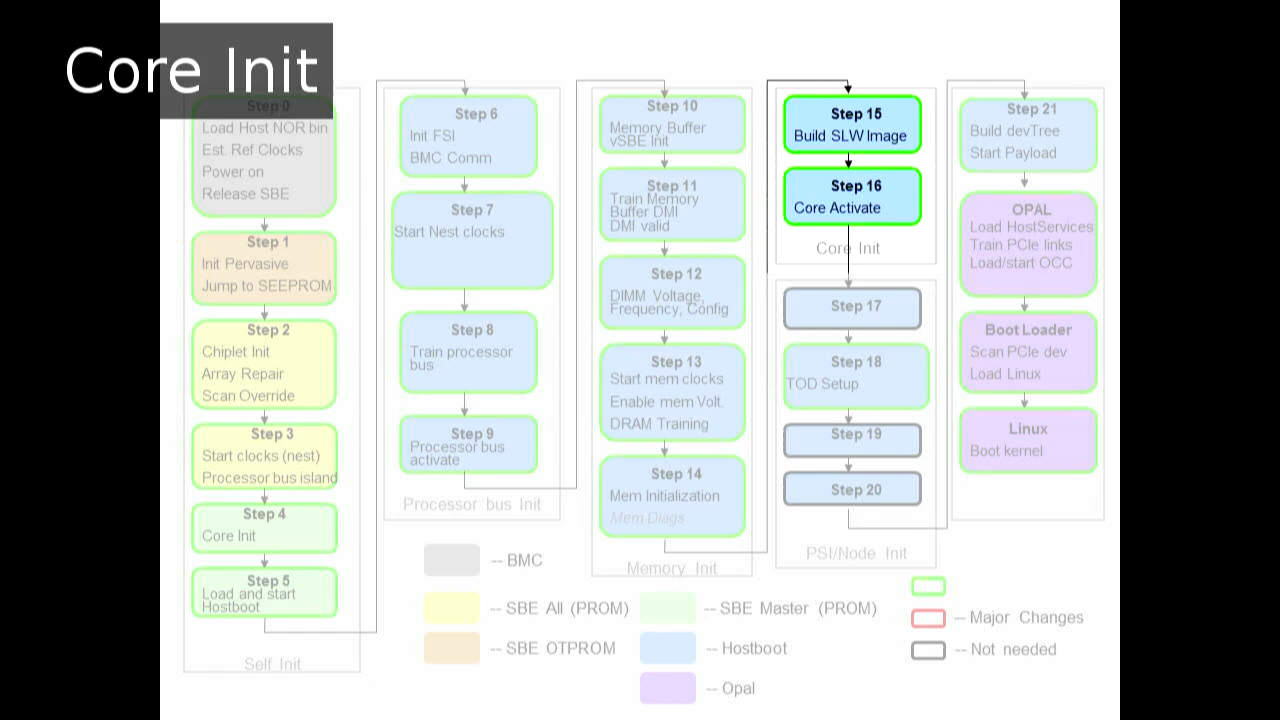 Core Init
Step 0
Load Host NOR bin
Est. Ref Clocks
Power on
Release SBE
Step 1
Init Pervasive
Jump to SEEPROM
Step 2
Chiplet Init
Array Repair
Scan Override
Step 3
Start clocks (nest)
Processor bus island
Step 4
Core Init
Step 5
Load and start
Hostboot
Self Init
Step 6
Init FSI
BMC Comm
Step 7
Start Nest clocks
Step 8
Train processor
bus
Step 9
Processor bus
activate
Processor bus Init
Step 10
Memory Buffer
vSBE Init
Step 11
Train Memory
Buffer DMI
DMI valid
Step 12
DIMM Voltage,
Frequency, Config
Step 13
Start mem clocks
Enable mem Volt.
DRAM Training
Step 14
Mem Initialization
Mem Diags
Memory Init
Step 15
Build SLW Image
Step 16
Core Activate
Core Init
Step 17
Step 18
TOD Setup
Step 19
Step 20
PSI/Node Init
Step 21
Build devTree
Start Payload
OPAL
Load HostServices
Train PCIe links
Load/start OCC
Boot Loader
Scan PCIe dev
Load Linux
Linux
Boot kernel
-- BMC
-- SBE All (PROM)
-- SBE OTPROM
-- SBE Master (PROM)
-- Hostboot
-- Opal
-- Major Changes
-- Not needed